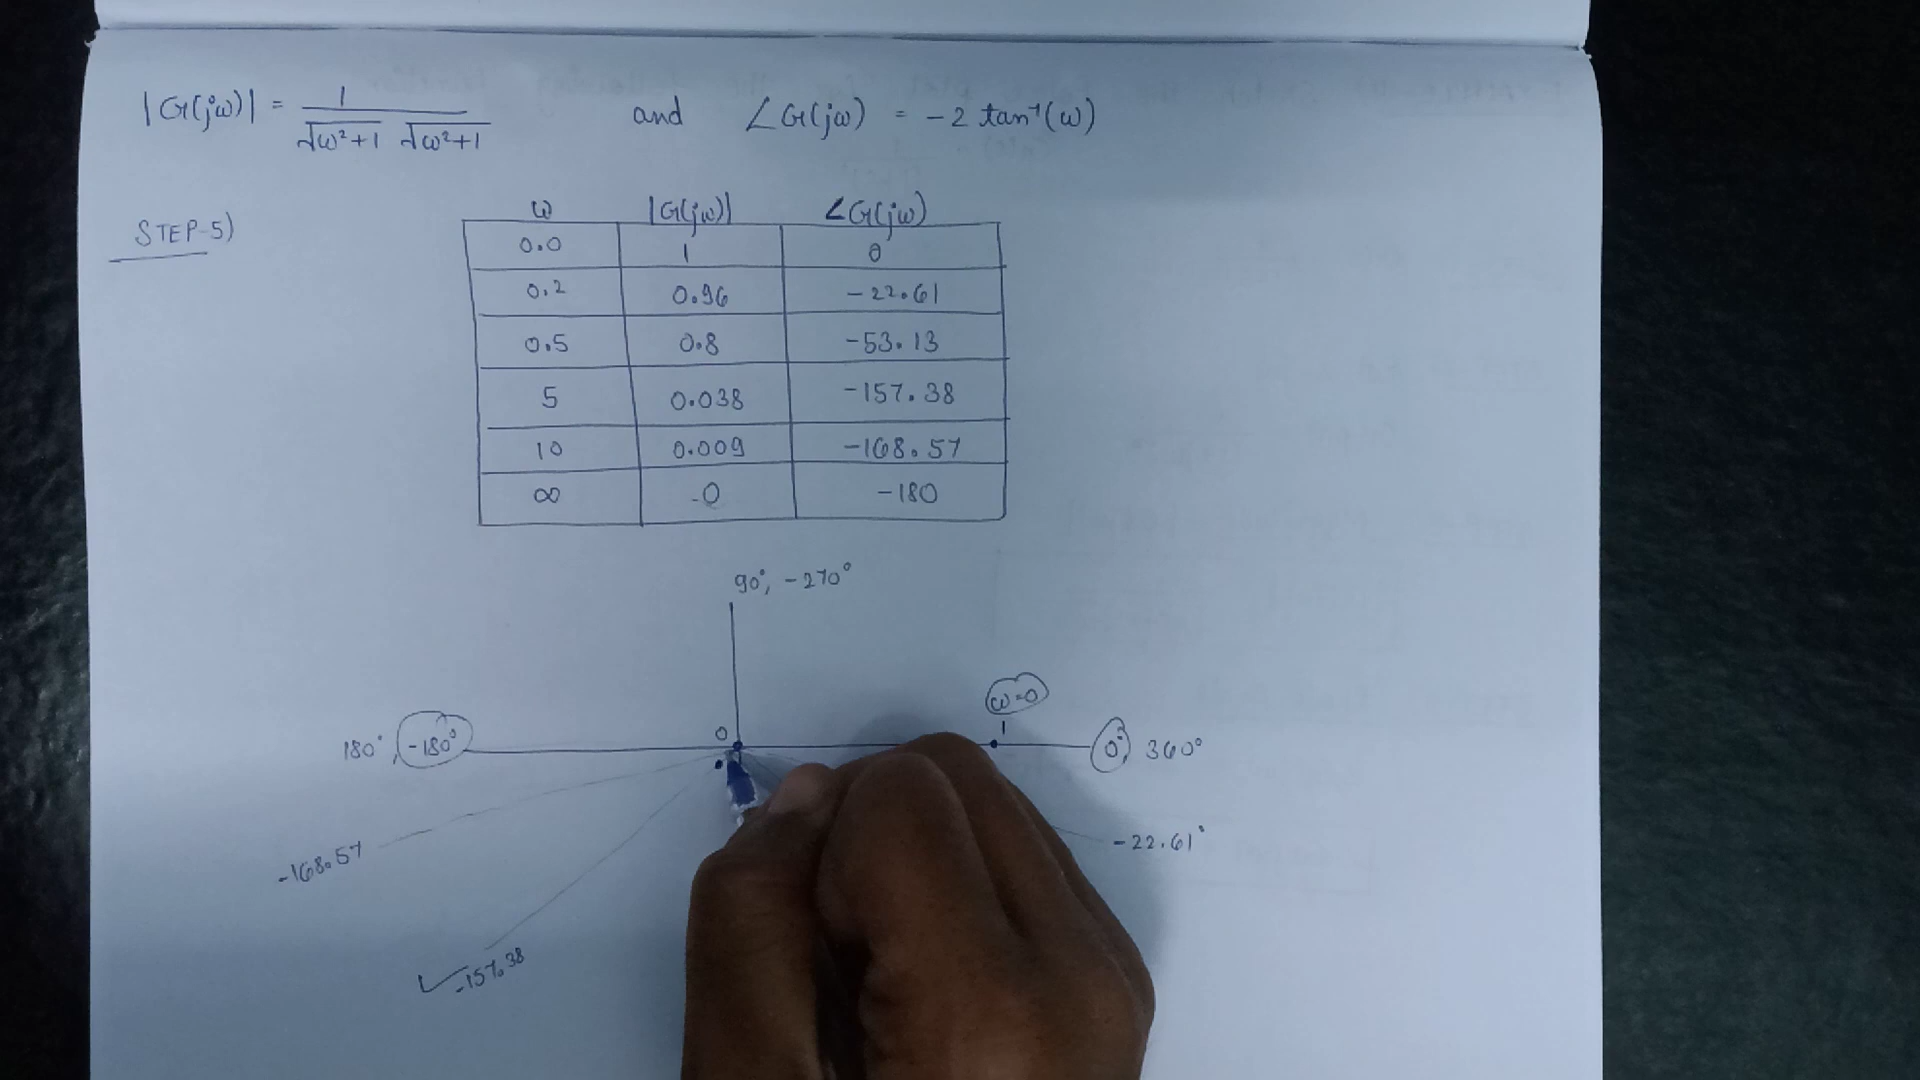 |G(jω)| = 1 / √ω²+1 √ω²+1 and ∠G(jω) = -2 tan⁻¹(ω)
STEP-5)
ω |G(jω)| ∠G(jω)
0.0 1 0
0.2 0.96 -22.61
0.5 0.8 -53.13
5 0.038 -157.38
10 0.009 -168.57
∞ -0 -180
90°, -270°
ω=0
180°, -180° 0 1 0°, 360°
-22.61°
-168.57
-157.38